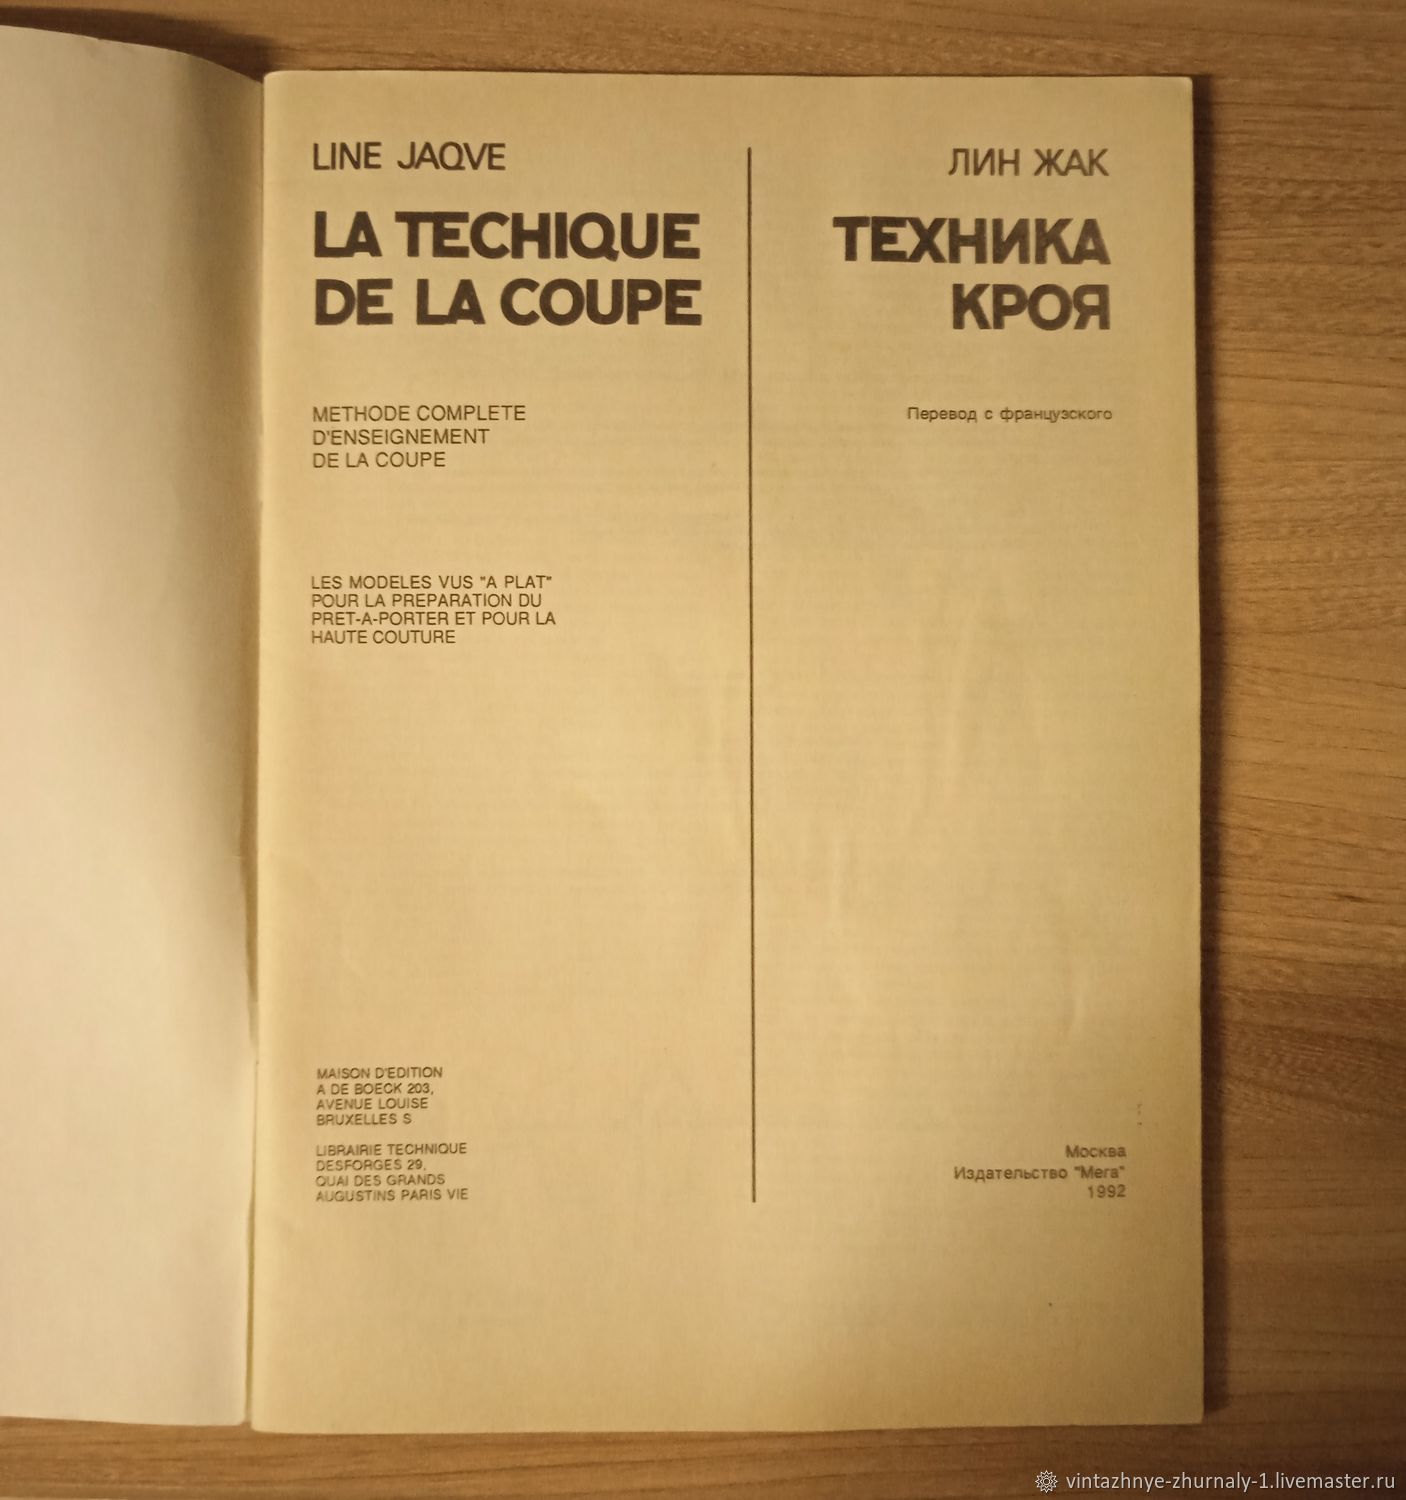 LINE JAQVE
LA TECHIQUE
DE LA COUPE
METHODE COMPLETE
D'ENSEIGNEMENT
DE LA COUPE
LES MODELES VUS "A PLAT"
POUR LA PREPARATION DU
PRET-A-PORTER ET POUR LA
HAUTE COUTURE
MAISON D'EDITION
A DE BOECK 203,
AVENUE LOUISE
BRUXELLES S
LIBRAIRIE TECHNIQUE
DESFORGES 29,
QUAI DES GRANDS
AUGUSTINS PARIS VIE
ЛИН ЖАК
ТЕХНИКА
КРОЯ
Перевод с французского
Москва
Издательство "Мега"
1992
vintazhnye-zhurnaly-1.livemaster.ru